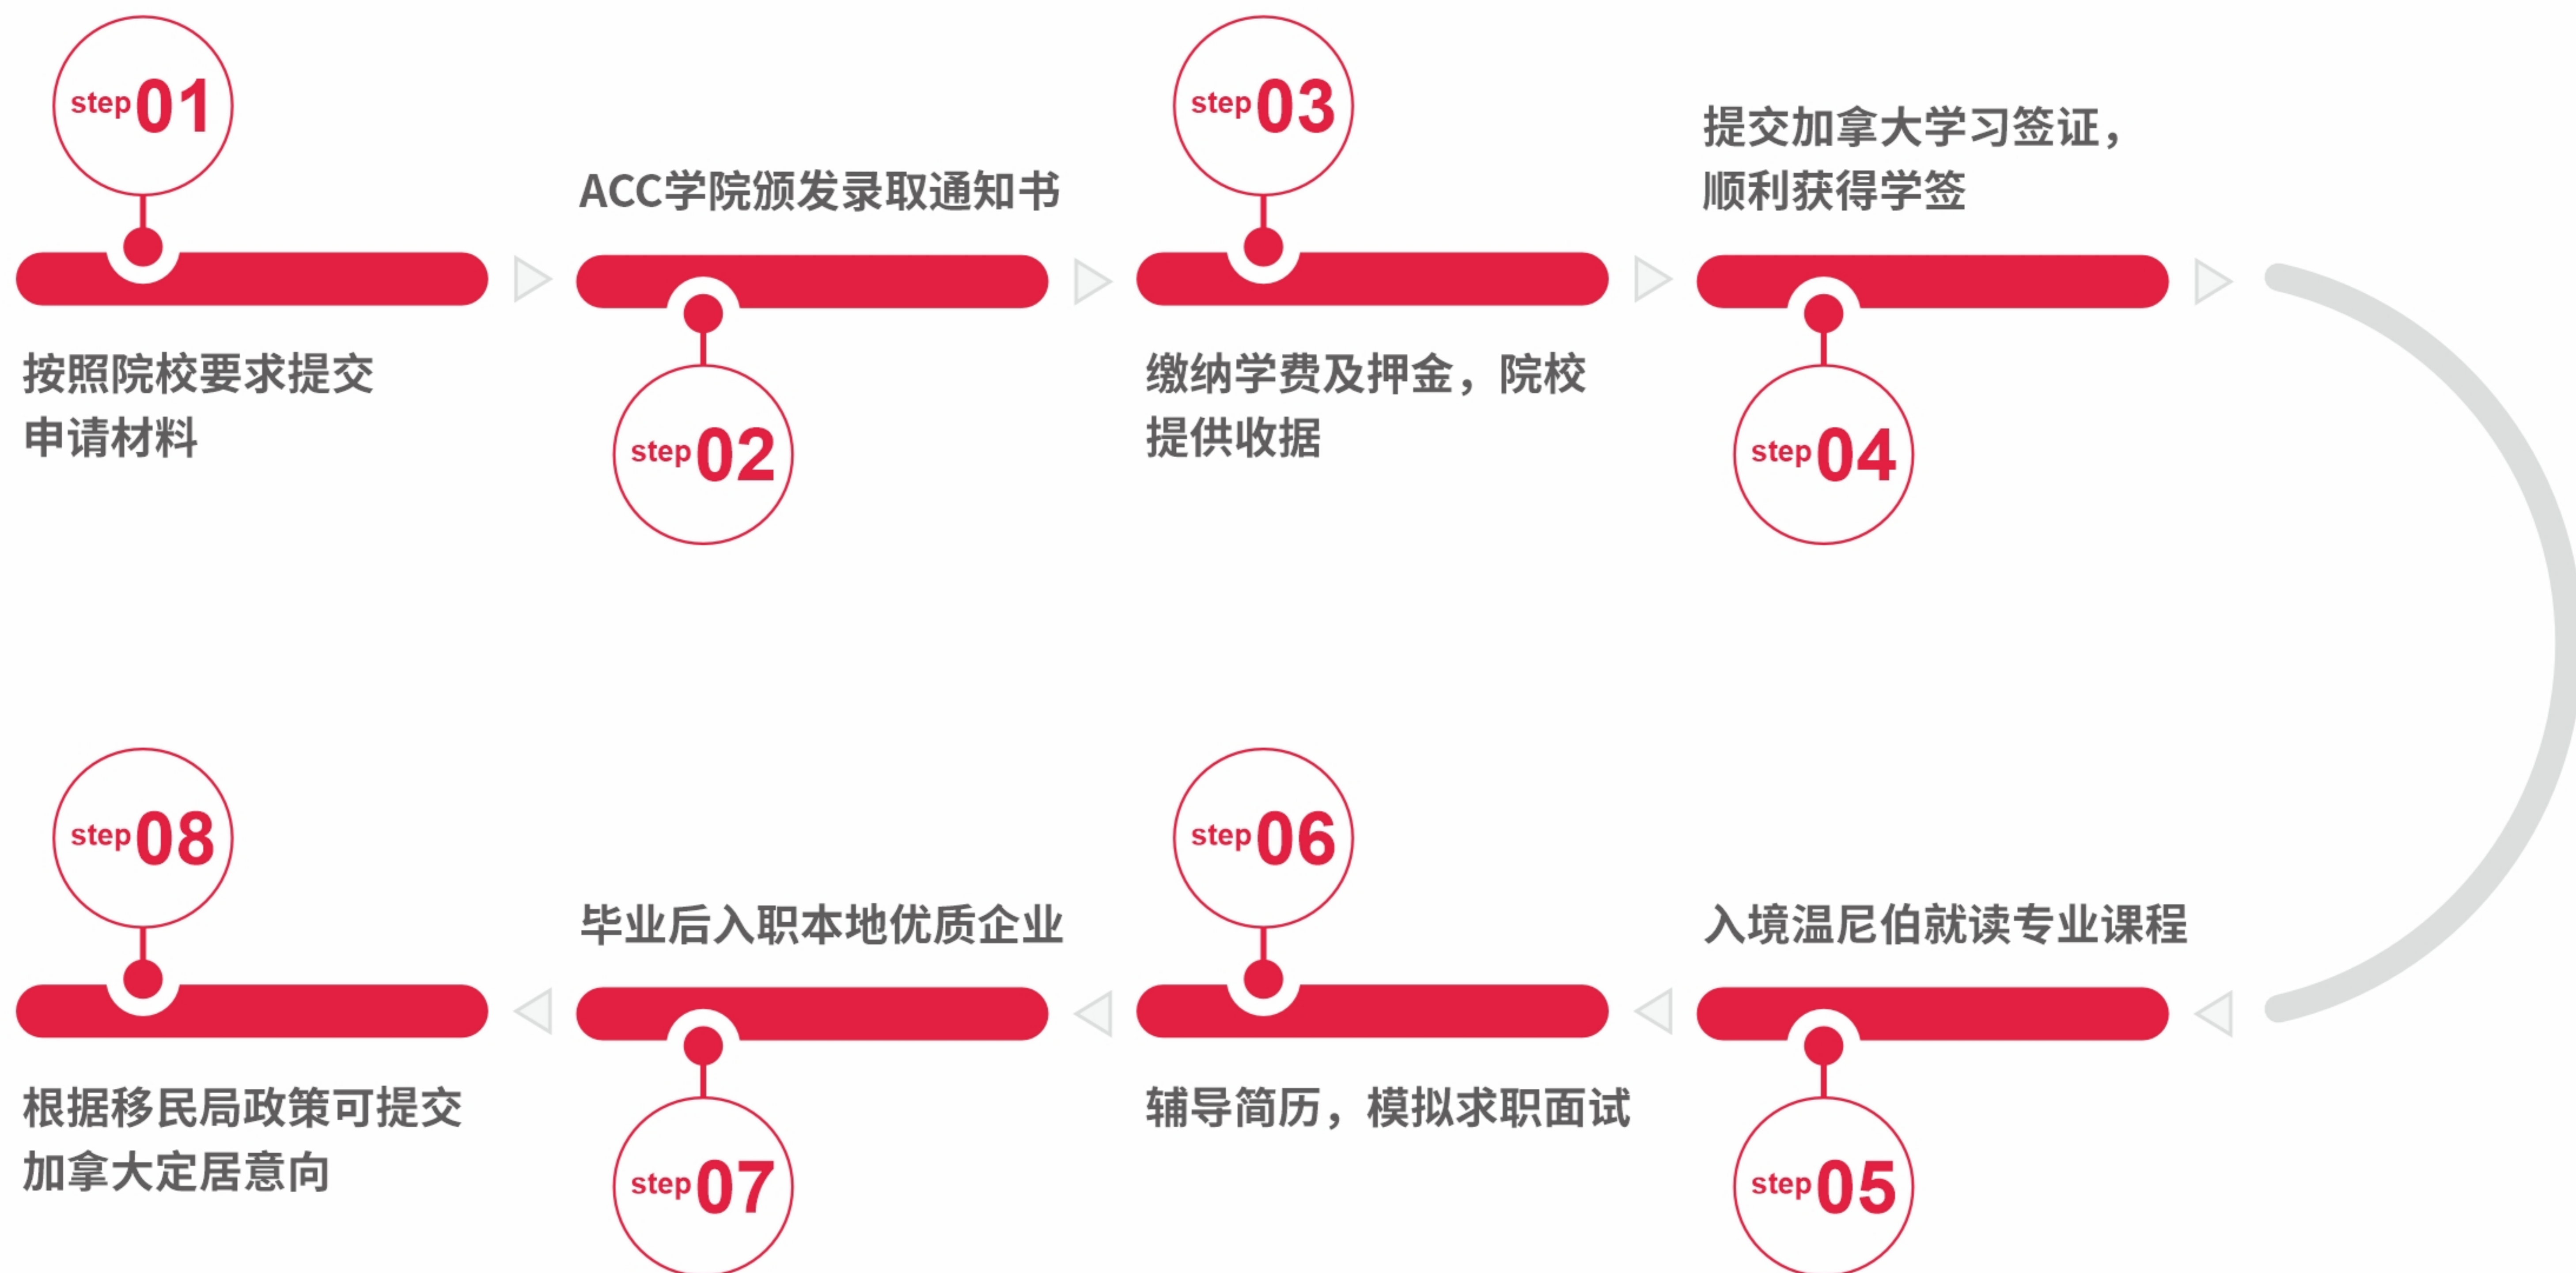 step01
按照院校要求提交
申请材料
ACC学院颁发录取通知书
step02
step03
缴纳学费及押金，院校
提供收据
提交加拿大学习签证，
顺利获得学签
step04
入境温尼伯就读专业课程
step05
step06
辅导简历，模拟求职面试
毕业后入职本地优质企业
step07
step08
根据移民局政策可提交
加拿大定居意向